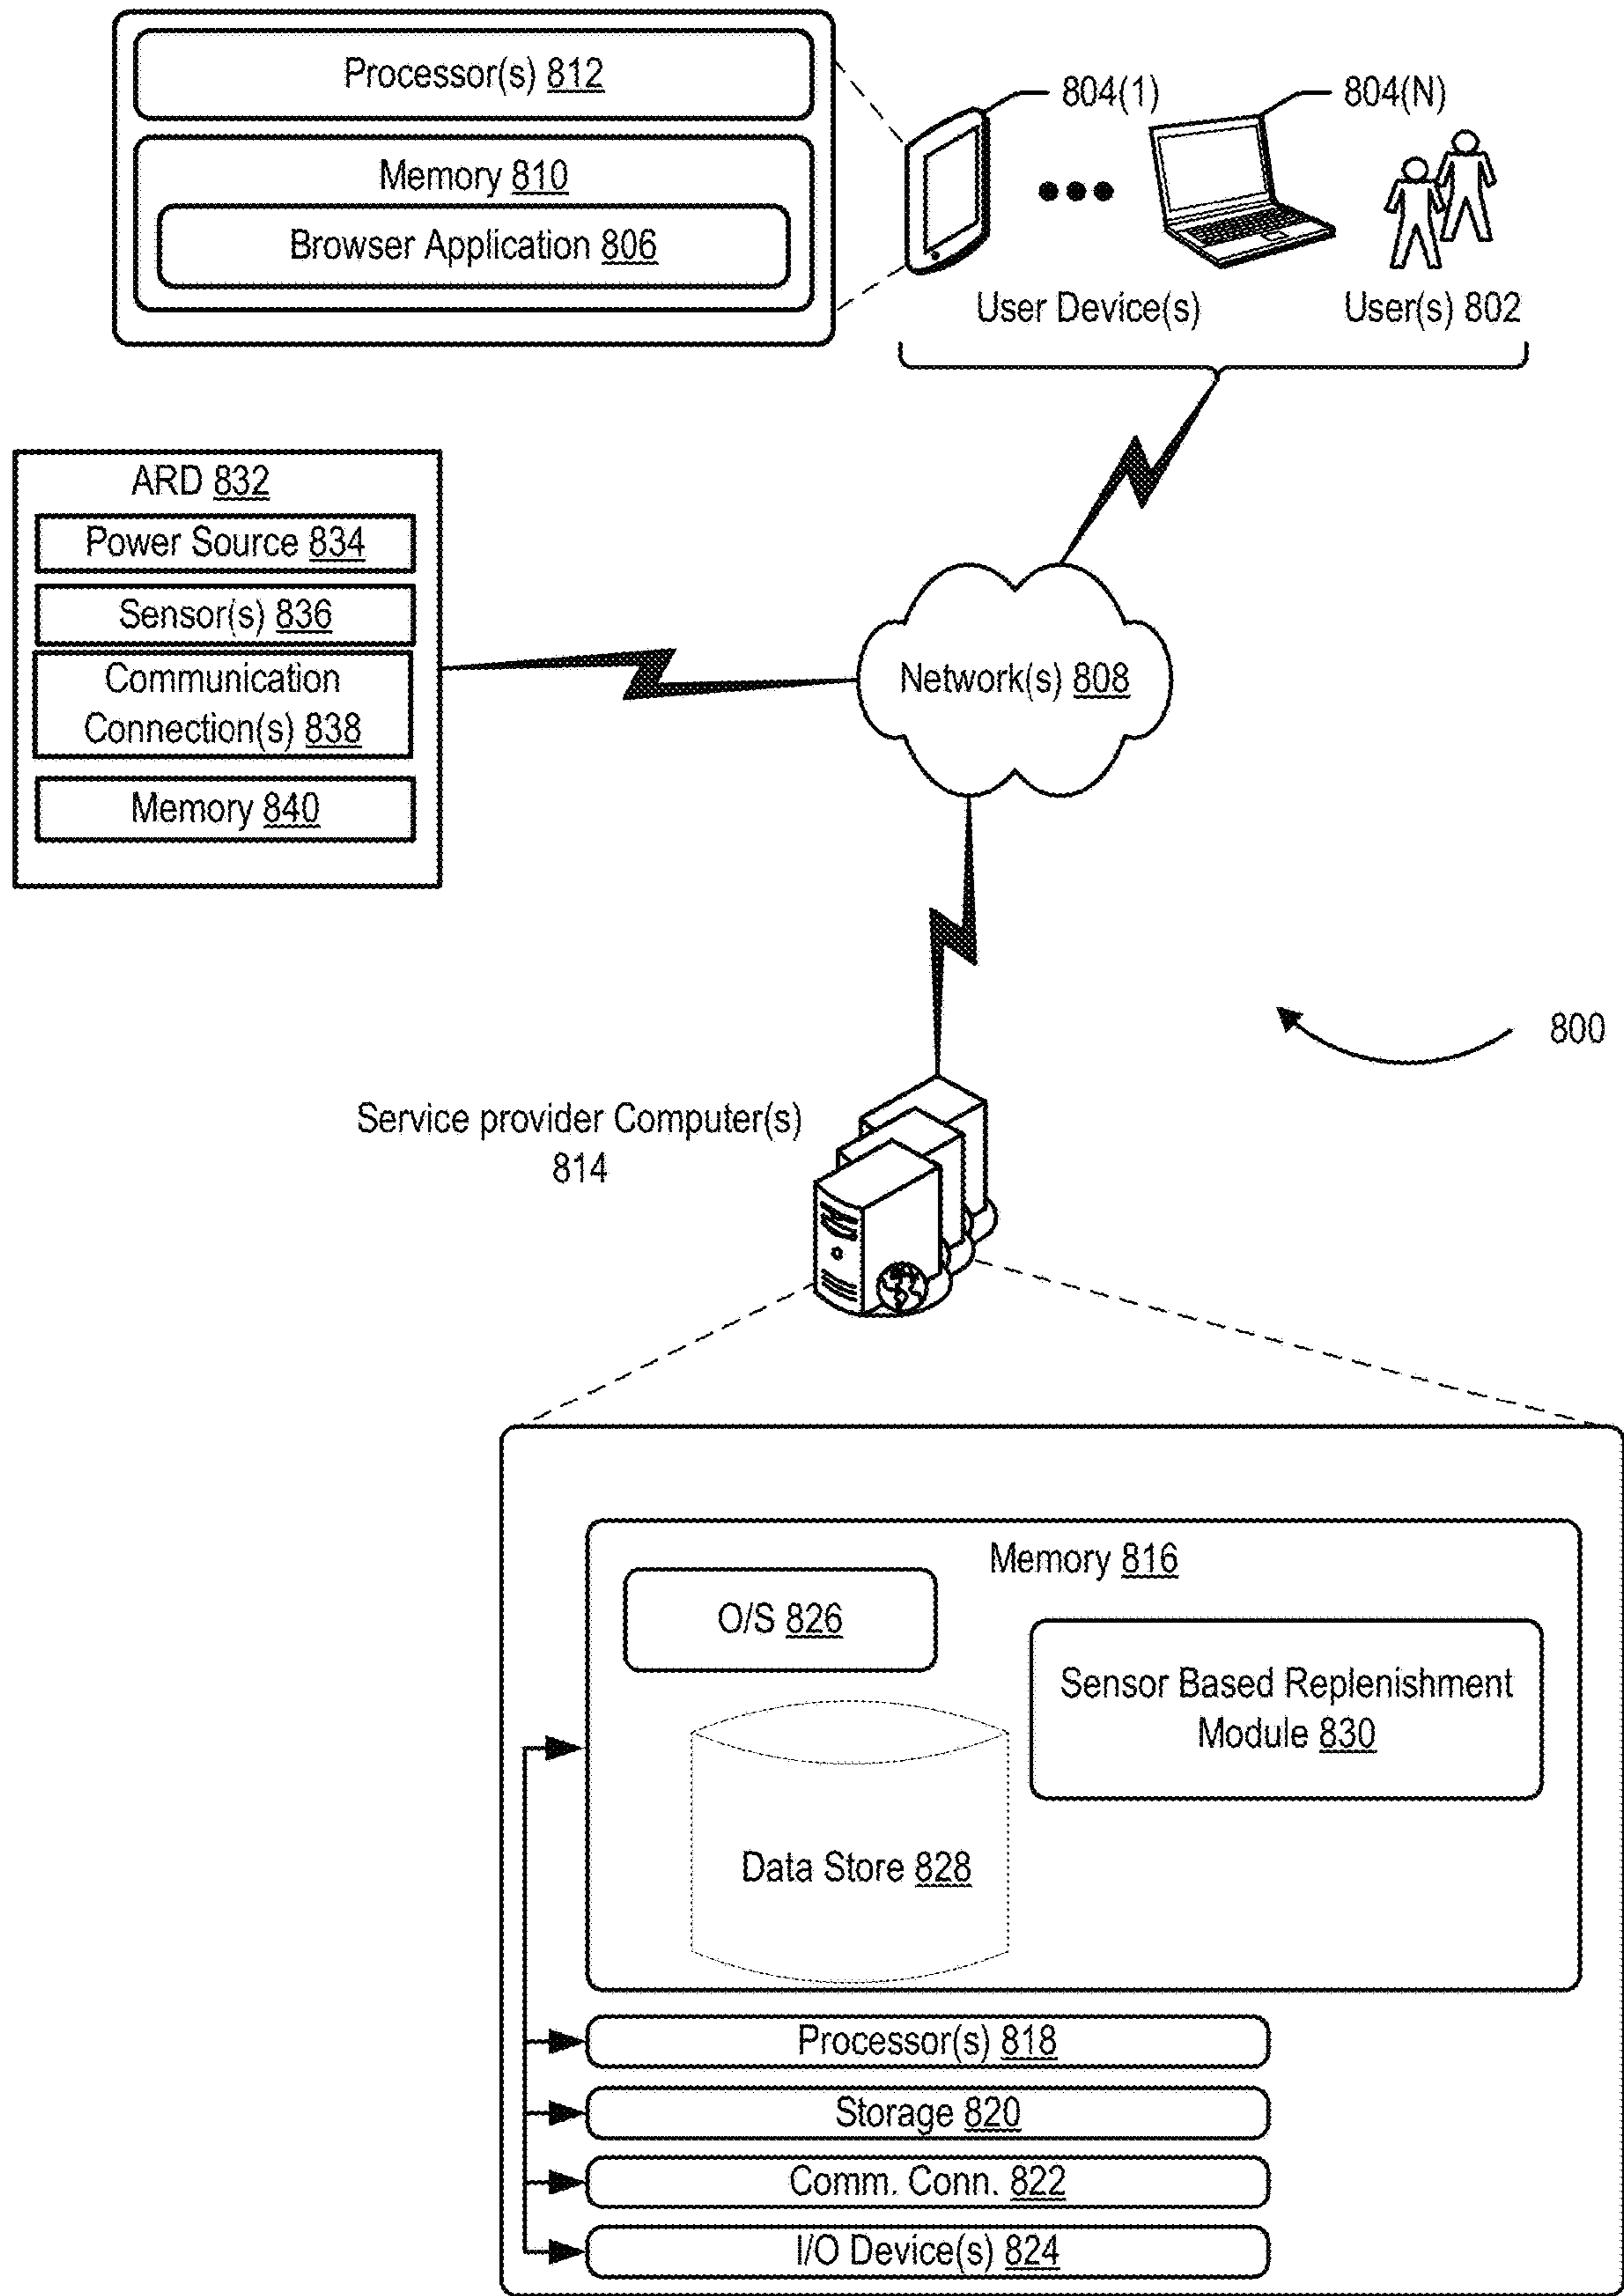 Processor(s) 812
Memory 810
Browser Application 806
804(1)
804(N)
User Device(s)
User(s) 802
ARD 832
Power Source 834
Sensor(s) 836
Communication
Connection(s) 838
Memory 840
Network(s) 808
800
Service provider Computer(s)
814
Memory 816
O/S 826
Sensor Based Replenishment
Module 830
Data Store 828
Processor(s) 818
Storage 820
Comm. Conn. 822
I/O Device(s) 824